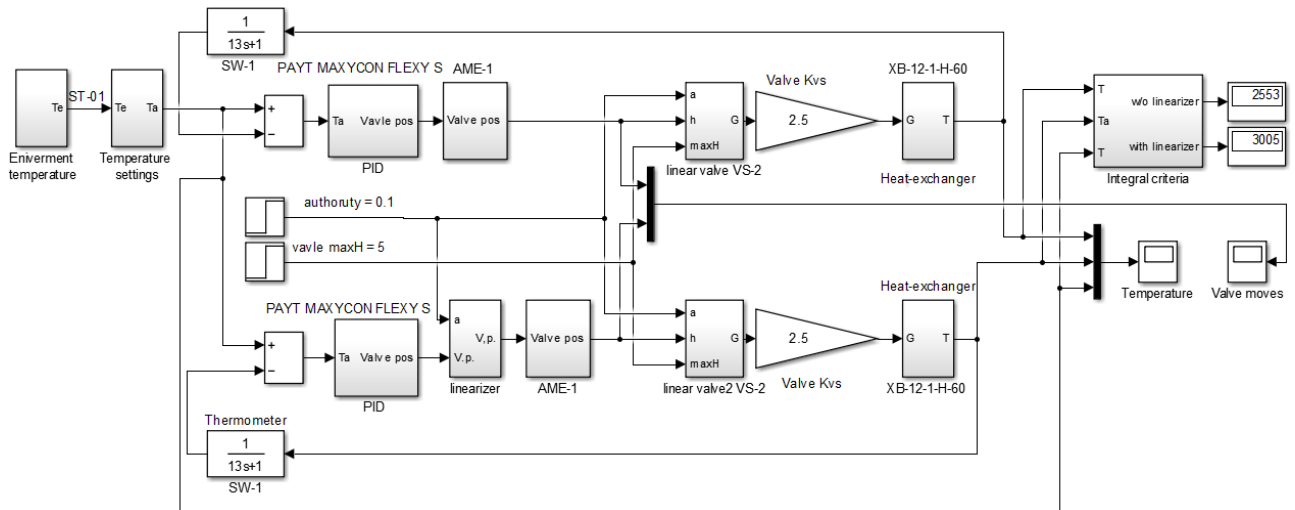 1
13s+1
SW-1
PAYT MAXYCON FLEXY S
AME-1
Valve Kvs
XB-12-1-H-60
Te
ST-01
Te
Ta
+
−
Ta
Vavle pos
Valve pos
a
h
maxH
G
2.5
G
T
T
Ta
T
w/o linearizer
with linearizer
2553
3005
Eniverment
temperature
Temperature
settings
PID
linear valve VS-2
Heat-exchanger
Integral criteria
authoruty = 0.1
vavle maxH = 5
PAYT MAXYCON FLEXY S
Heat-exchanger
Temperature
Valve moves
+
−
Ta
Valve pos
a
V.p.
V,p.
Valve pos
a
h
maxH
G
2.5
G
T
PID
linearizer
AME-1
linear valve2 VS-2
Valve Kvs
XB-12-1-H-60
Thermometer
1
13s+1
SW-1